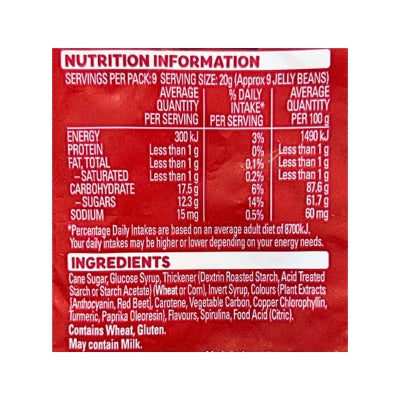 NUTRITION INFORMATION
SERVINGS PER PACK: 9 SERVING SIZE: 20g (Approx 9 JELLY BEANS)
AVERAGE QUANTITY PER SERVING % DAILY INTAKE* PER SERVING AVERAGE QUANTITY PER 100 g
ENERGY 300 kJ 3% 1490 kJ
PROTEIN Less than 1 g 0% Less than 1 g
FAT, TOTAL Less than 1 g 0.1% Less than 1 g
–SATURATED Less than 1 g 0.2% Less than 1 g
CARBOHYDRATE 17.5 g 6% 87.6 g
–SUGARS 12.3 g 14% 61.7 g
SODIUM 15 mg 0.5% 60 mg
*Percentage Daily Intakes are based on an average adult diet of 8700kJ.
Your daily intakes may be higher or lower depending on your energy needs.
INGREDIENTS
Cane Sugar, Glucose Syrup, Thickener (Dextrin Roasted Starch, Acid Treated
Starch or Starch Acetate) (Wheat or Corn), Invert Syrup, Colours (Plant Extracts
(Anthocyanin, Red Beet), Carotene, Vegetable Carbon, Copper Chlorophyllin,
Turmeric, Paprika Oleoresin), Flavours, Spirulina, Food Acid (Citric).
Contains Wheat, Gluten.
May contain Milk.